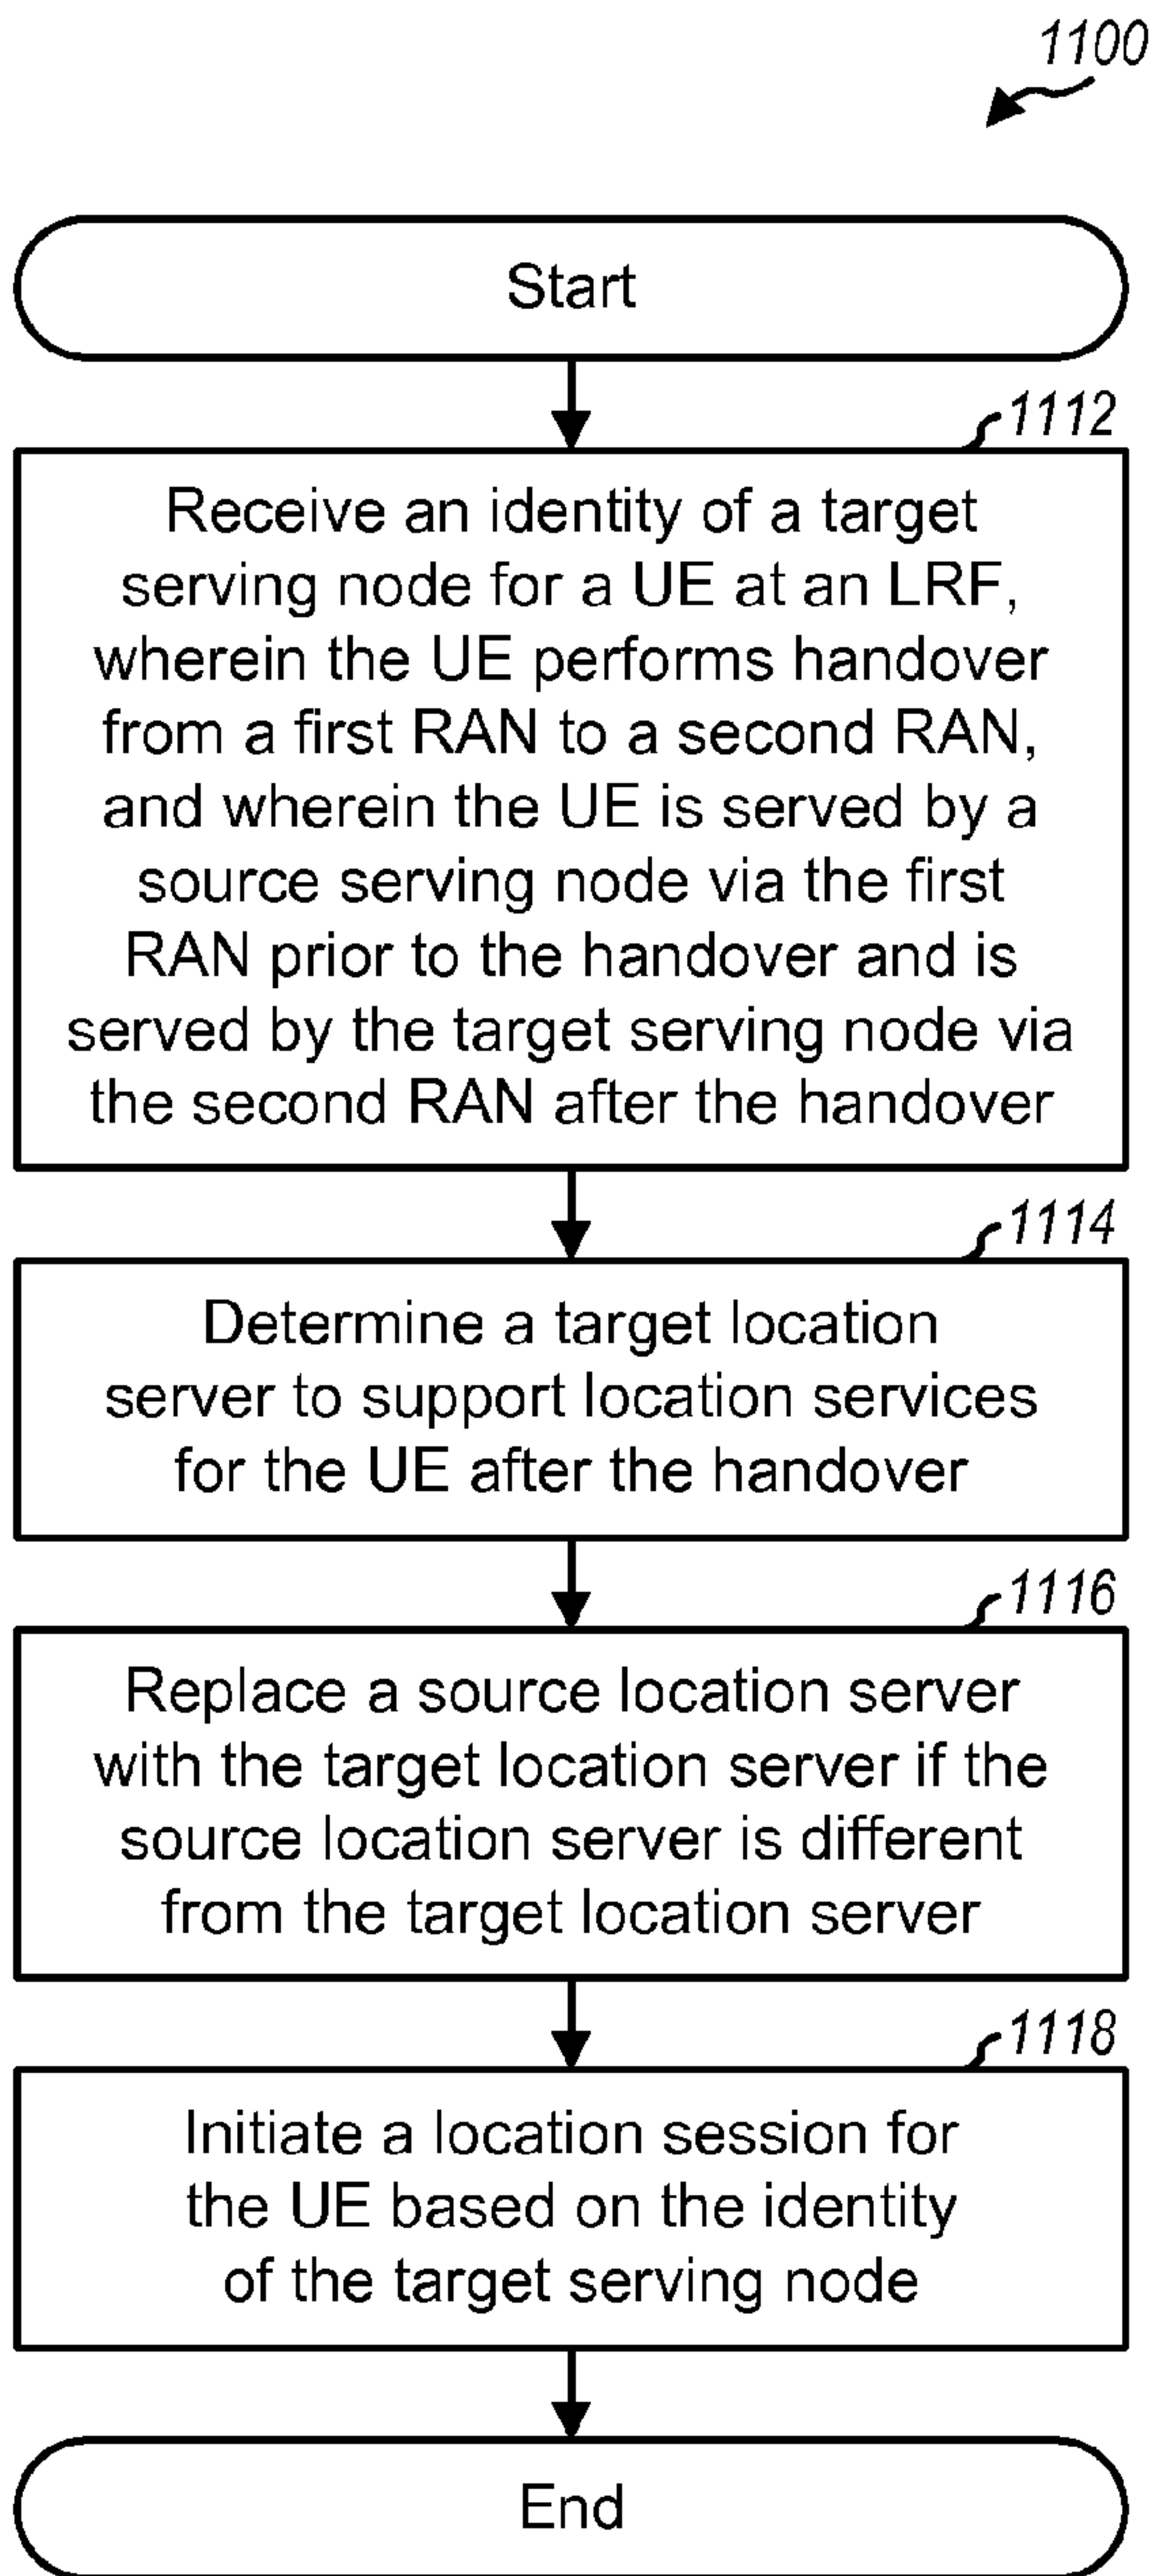 1100
Start
1112
Receive an identity of a target
serving node for a UE at an LRF,
wherein the UE performs handover
from a first RAN to a second RAN,
and wherein the UE is served by a
source serving node via the first
RAN prior to the handover and is
served by the target serving node via
the second RAN after the handover
1114
Determine a target location
server to support location services
for the UE after the handover
1116
Replace a source location server
with the target location server if the
source location server is different
from the target location server
1118
Initiate a location session for
the UE based on the identity
of the target serving node
End